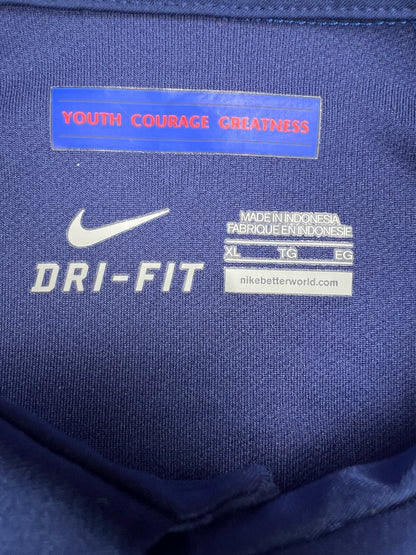 YOUTH COURAGE GREATNESS
DRI-FIT
MADE IN INDONESIA
FABRIQUE EN INDONESIE
XL TG EG
nikebetterworld.com